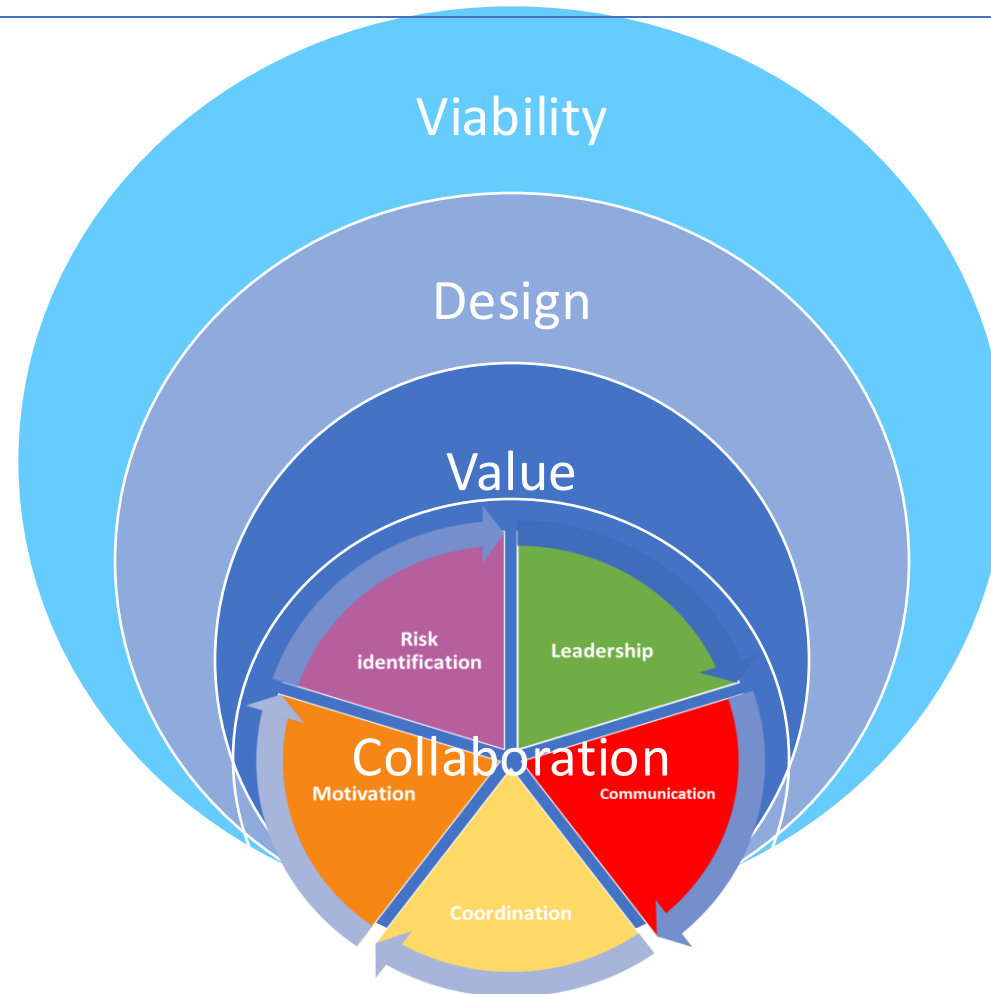 Viability
Design
Value
Risk
identification
Leadership
Collaboration
Motivation
Communication
Coordination